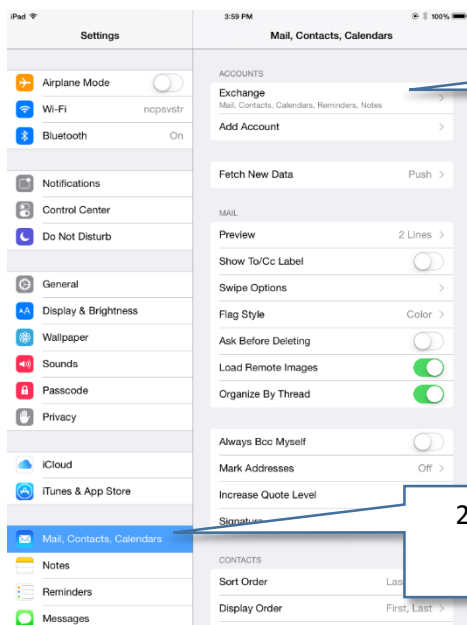 iPad 3:59 PM 100%
Settings
Airplane Mode
Wi-Fi ncpsvstr
Bluetooth On
Notifications
Control Center
Do Not Disturb
General
Display & Brightness
Wallpaper
Sounds
Passcode
Privacy
iCloud
iTunes & App Store
Mail, Contacts, Calendars
Notes
Reminders
Messages
Mail, Contacts, Calendars
ACCOUNTS
Exchange
Mail, Contacts, Calendars, Reminders, Notes
Add Account
Fetch New Data Push
MAIL
Preview 2 Lines
Show To/Cc Label
Swipe Options
Flag Style Color
Ask Before Deleting
Load Remote Images
Organize By Thread
Always Bcc Myself
Mark Addresses Off
Increase Quote Level
Signature
2
CONTACTS
Sort Order Las
Display Order First, Last